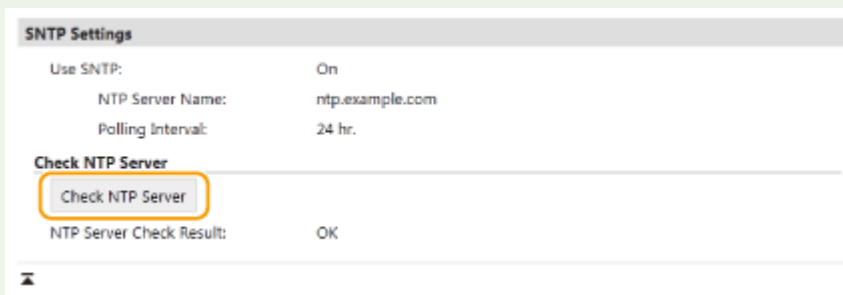 SNTP Settings
Use SNTP: On
NTP Server Name: ntp.example.com
Polling Interval: 24 hr.
Check NTP Server
Check NTP Server
NTP Server Check Result: OK